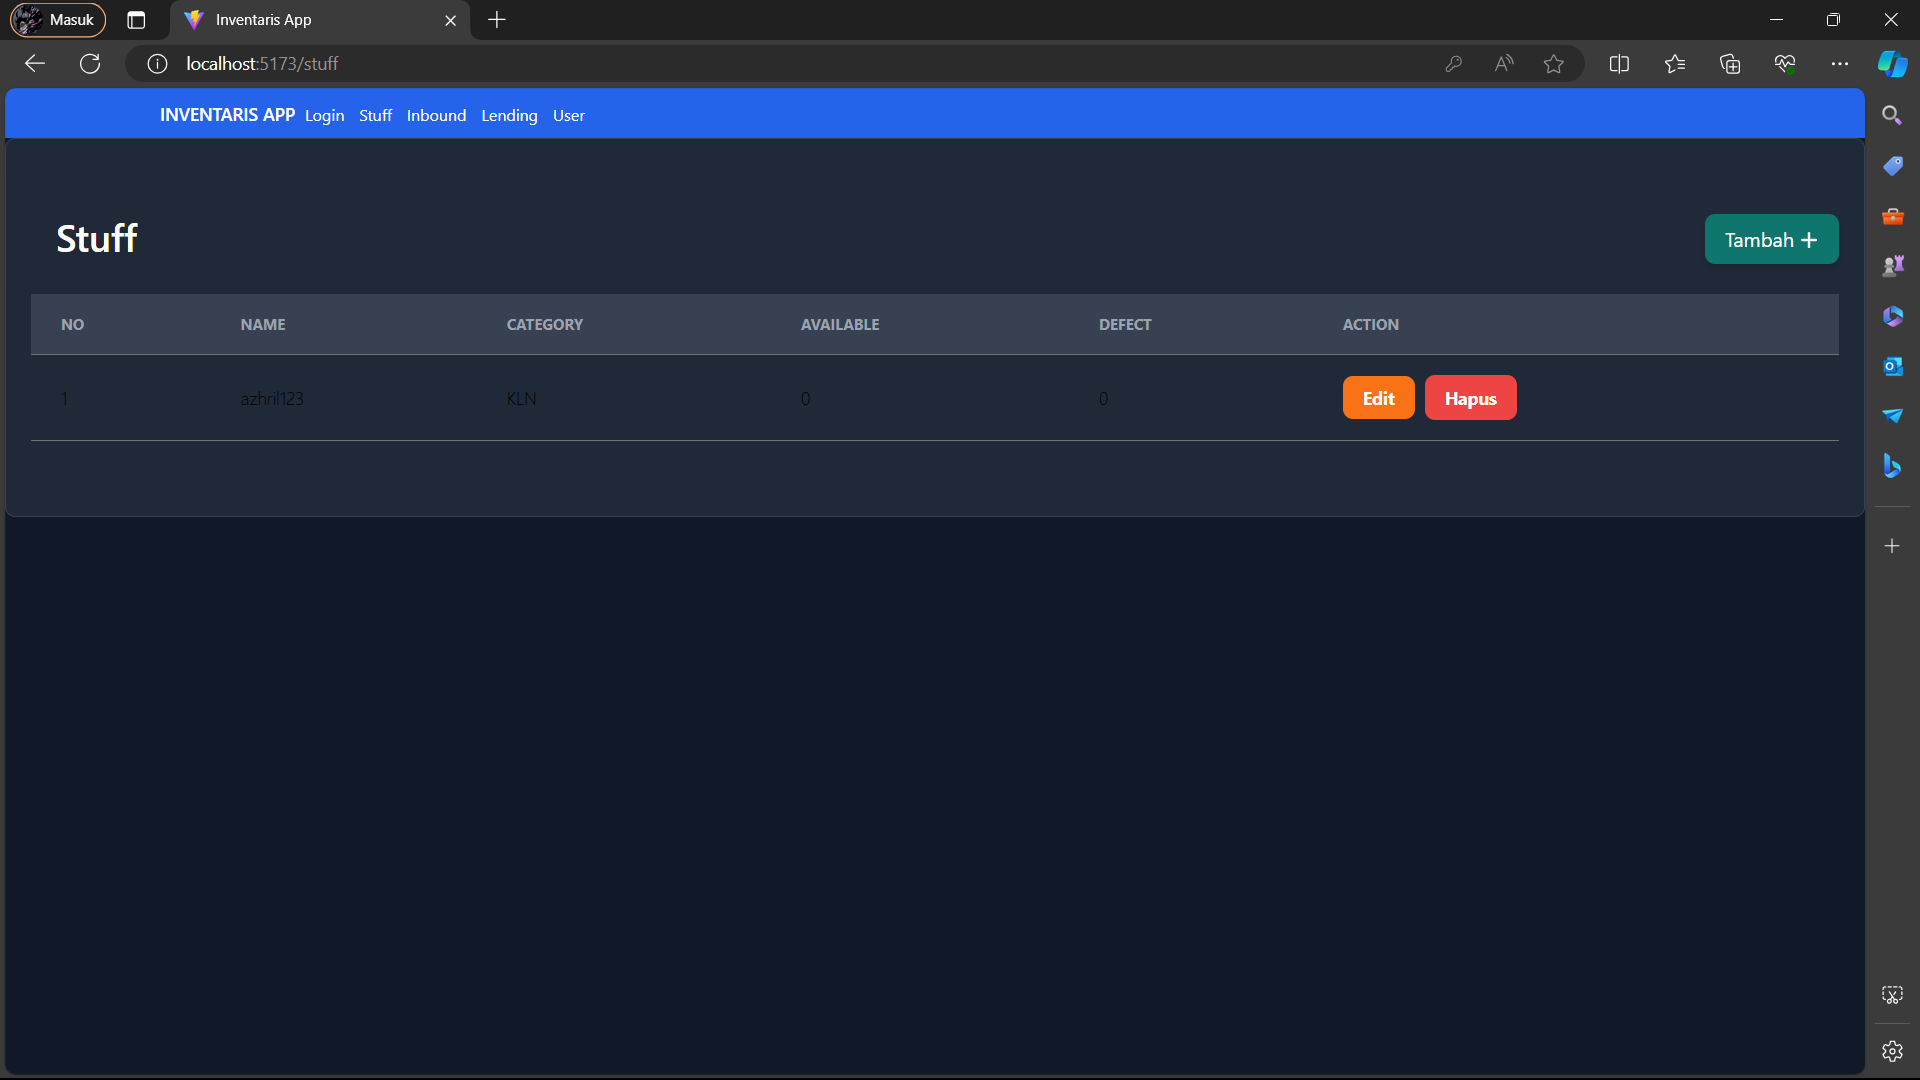 Masuk
Inventaris App
localhost:5173/stuff
INVENTARIS APP Login Stuff Inbound Lending User
Stuff
Tambah +
NO NAME CATEGORY AVAILABLE DEFECT ACTION
1 azhril123 KLN 0 0 Edit Hapus